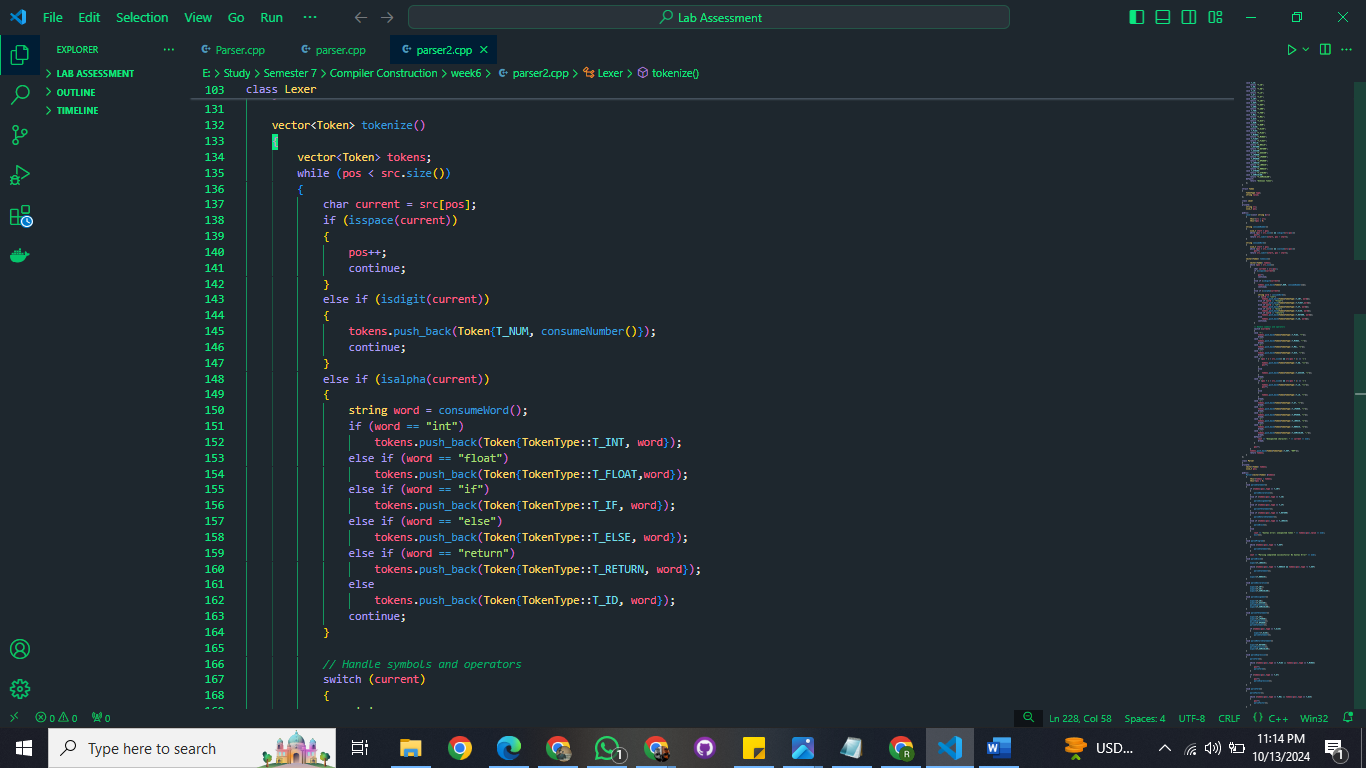 File Edit Selection View Go Run ··· Lab Assessment
EXPLORER ···
LAB ASSESSMENT
OUTLINE
TIMELINE
Parser.cpp parser.cpp parser2.cpp
E: > Study > Semester 7 > Compiler Construction > week6 > parser2.cpp > Lexer > tokenize()
103 class Lexer
131
132 vector<Token> tokenize()
133 {
134 vector<Token> tokens;
135 while (pos < src.size())
136 {
137 char current = src[pos];
138 if (isspace(current))
139 {
140 pos++;
141 continue;
142 }
143 else if (isdigit(current))
144 {
145 tokens.push_back(Token{T_NUM, consumeNumber()});
146 continue;
147 }
148 else if (isalpha(current))
149 {
150 string word = consumeWord();
151 if (word == "int")
152 tokens.push_back(Token{TokenType::T_INT, word});
153 else if (word == "float")
154 tokens.push_back(Token{TokenType::T_FLOAT,word});
155 else if (word == "if")
156 tokens.push_back(Token{TokenType::T_IF, word});
157 else if (word == "else")
158 tokens.push_back(Token{TokenType::T_ELSE, word});
159 else if (word == "return")
160 tokens.push_back(Token{TokenType::T_RETURN, word});
161 else
162 tokens.push_back(Token{TokenType::T_ID, word});
163 continue;
164 }
165
166 // Handle symbols and operators
167 switch (current)
168 {
0 0 0 Ln 228, Col 58 Spaces: 4 UTF-8 CRLF {} C++ Win32
Type here to search 1 USD... 11:14 PM
10/13/2024 1